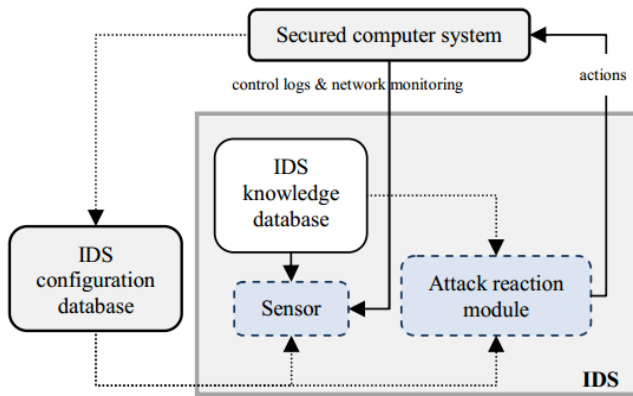 Secured computer system
control logs & network monitoring
actions
IDS
knowledge
database
IDS
configuration
database
Sensor
Attack reaction
module
IDS